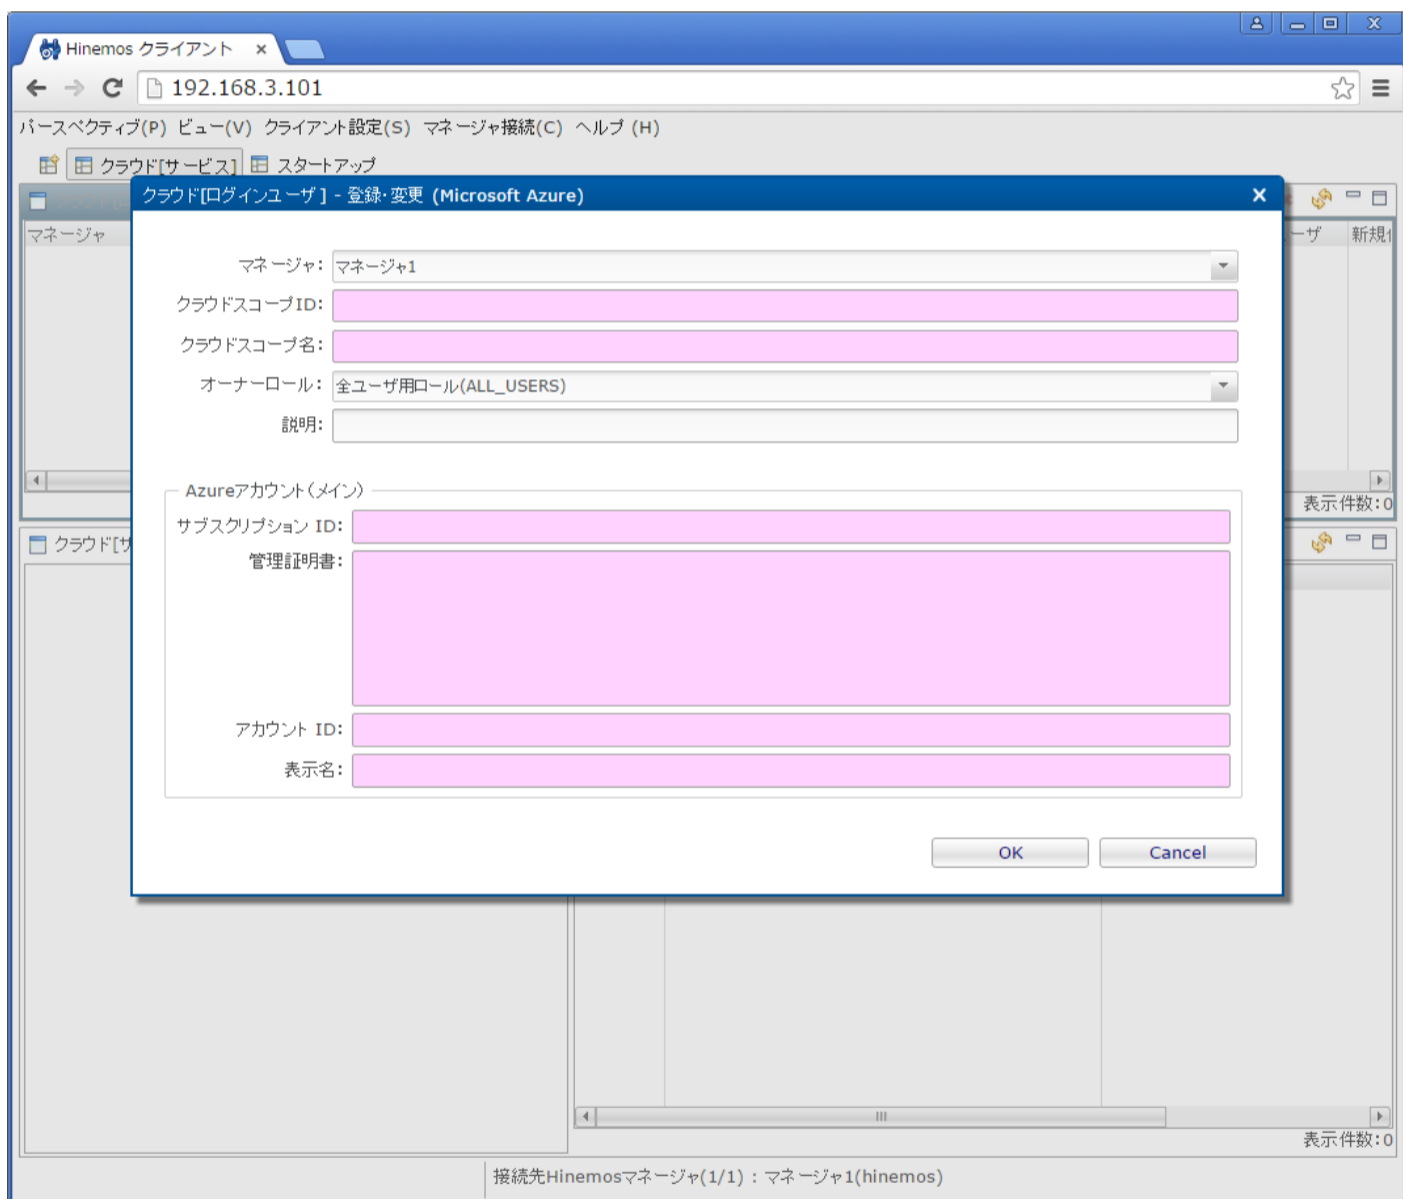 Hinemos クライアント
192.168.3.101
パースペクティブ(P) ビュー(V) クライアント設定(S) マネージャ接続(C) ヘルプ (H)
クラウド[サービス] スタートアップ
クラウド[ログインユーザ] - 登録・変更 (Microsoft Azure)
マネージャ
ーザ 新規
マネージャ: マネージャ1
クラウドスコープID:
クラウドスコープ名:
オーナーロール: 全ユーザ用ロール(ALL_USERS)
説明:
Azureアカウント(メイン)
表示件数:0
サブスクリプション ID:
クラウド[サ
管理証明書:
アカウント ID:
表示名:
OK Cancel
表示件数:0
接続先Hinemosマネージャ(1/1) : マネージャ1(hinemos)